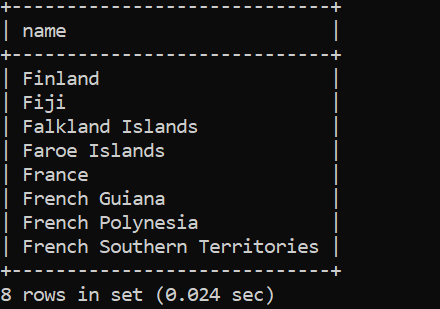 +-----------------------------+
| name                        |
+-----------------------------+
| Finland                     |
| Fiji                        |
| Falkland Islands            |
| Faroe Islands               |
| France                      |
| French Guiana               |
| French Polynesia            |
| French Southern Territories |
+-----------------------------+
8 rows in set (0.024 sec)